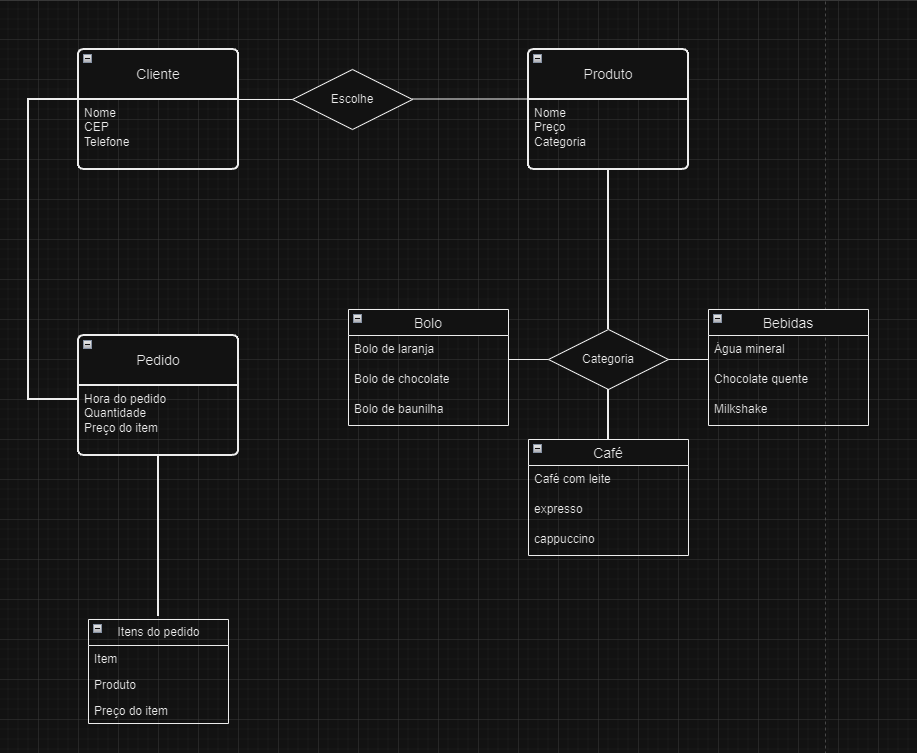 Cliente
Nome
CEP
Telefone
Escolhe
Produto
Nome
Preço
Categoria
Pedido
Hora do pedido
Quantidade
Preço do item
Bolo
Bolo de laranja
Bolo de chocolate
Bolo de baunilha
Categoria
Bebidas
Água mineral
Chocolate quente
Milkshake
Café
Café com leite
expresso
cappuccino
Itens do pedido
Item
Produto
Preço do item